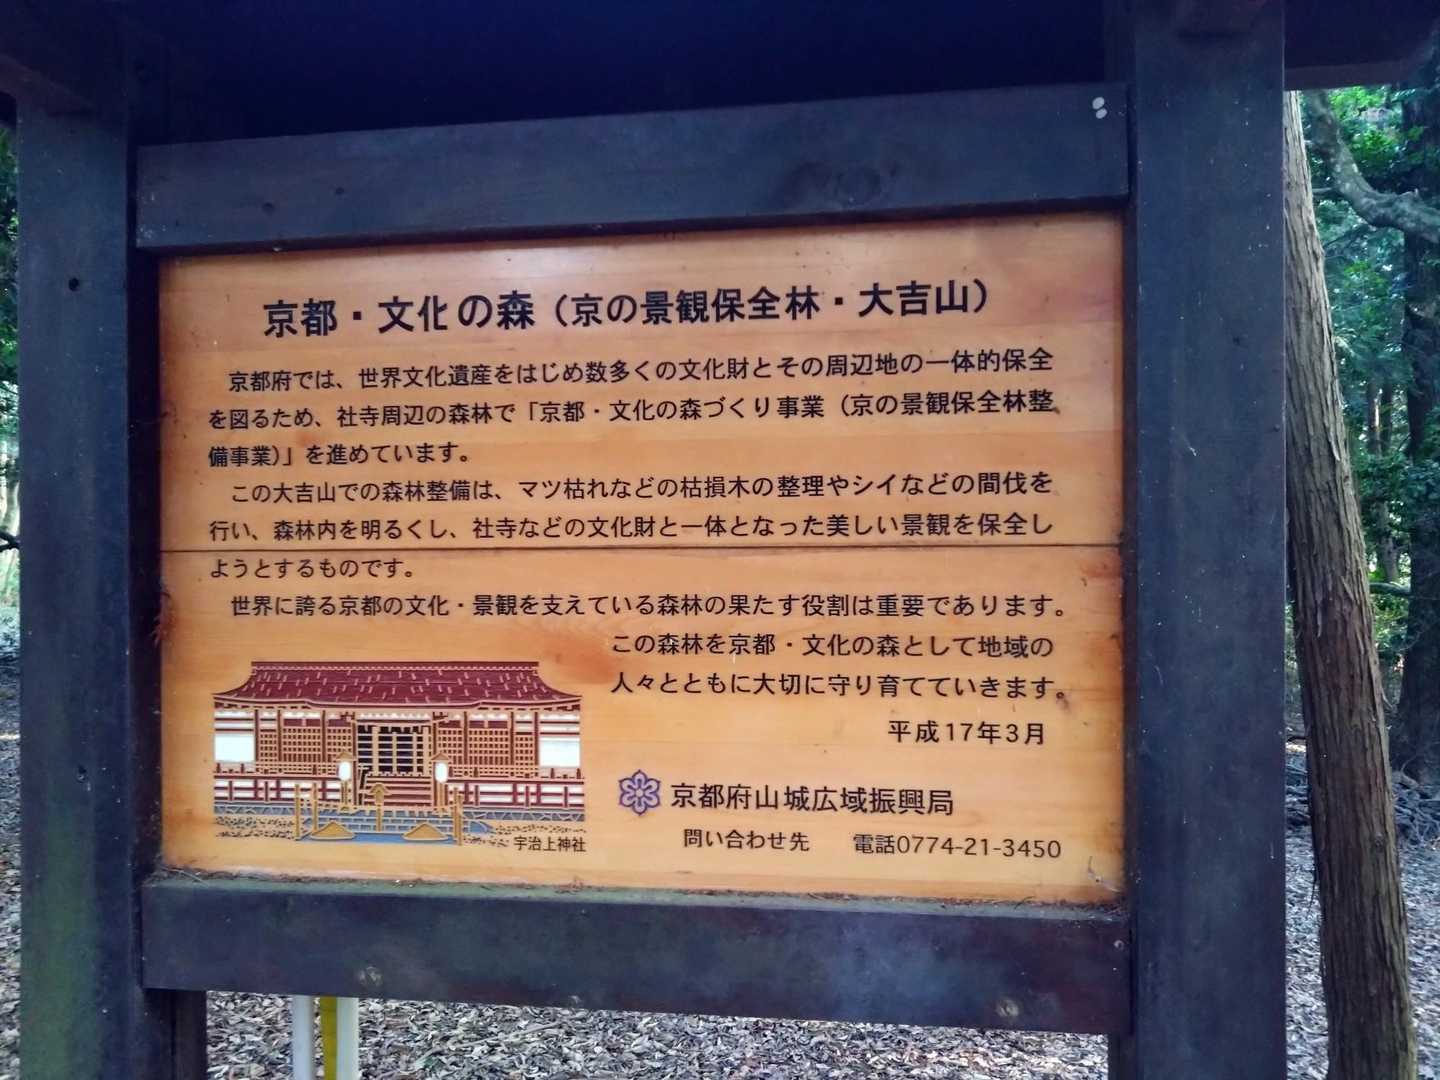 京都・文化の森（京の景観保全林・大吉山）
京都府では、世界文化遺産をはじめ数多くの文化財とその周辺地の一体的保全
を図るため、社寺周辺の森林で「京都・文化の森づくり事業（京の景観保全林整
備事業）」を進めています。
この大吉山での森林整備は、マツ枯れなどの枯損木の整理やシイなどの間伐を
行い、森林内を明るくし、社寺などの文化財と一体となった美しい景観を保全し
ようとするものです。
世界に誇る京都の文化・景観を支えている森林の果たす役割は重要であります。
この森林を京都・文化の森として地域の
人々とともに大切に守り育てていきます。
平成17年3月
宇治上神社
京都府山城広域振興局
問い合わせ先　電話0774-21-3450